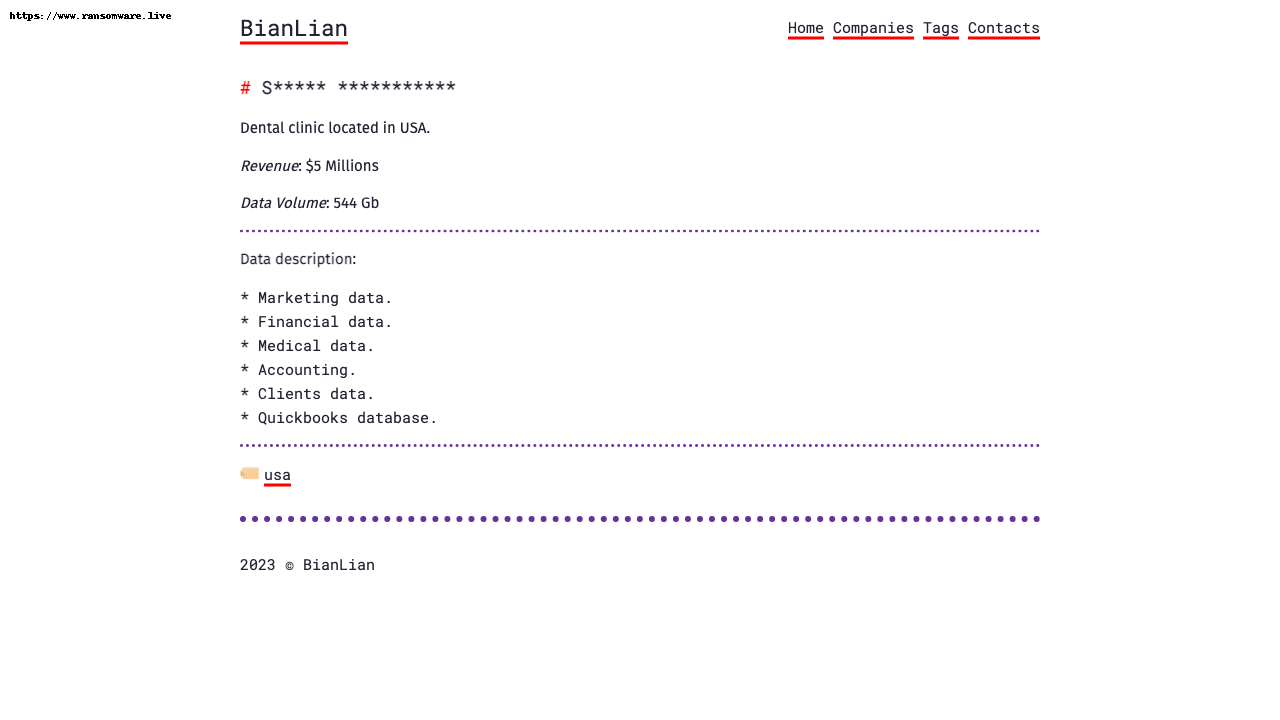 https://www.ransomware.live
BianLian
Home Companies Tags Contacts
# S***** ***********
Dental clinic located in USA.
Revenue: $5 Millions
Data Volume: 544 Gb
Data description:
* Marketing data.
* Financial data.
* Medical data.
* Accounting.
* Clients data.
* Quickbooks database.
usa
2023 © BianLian